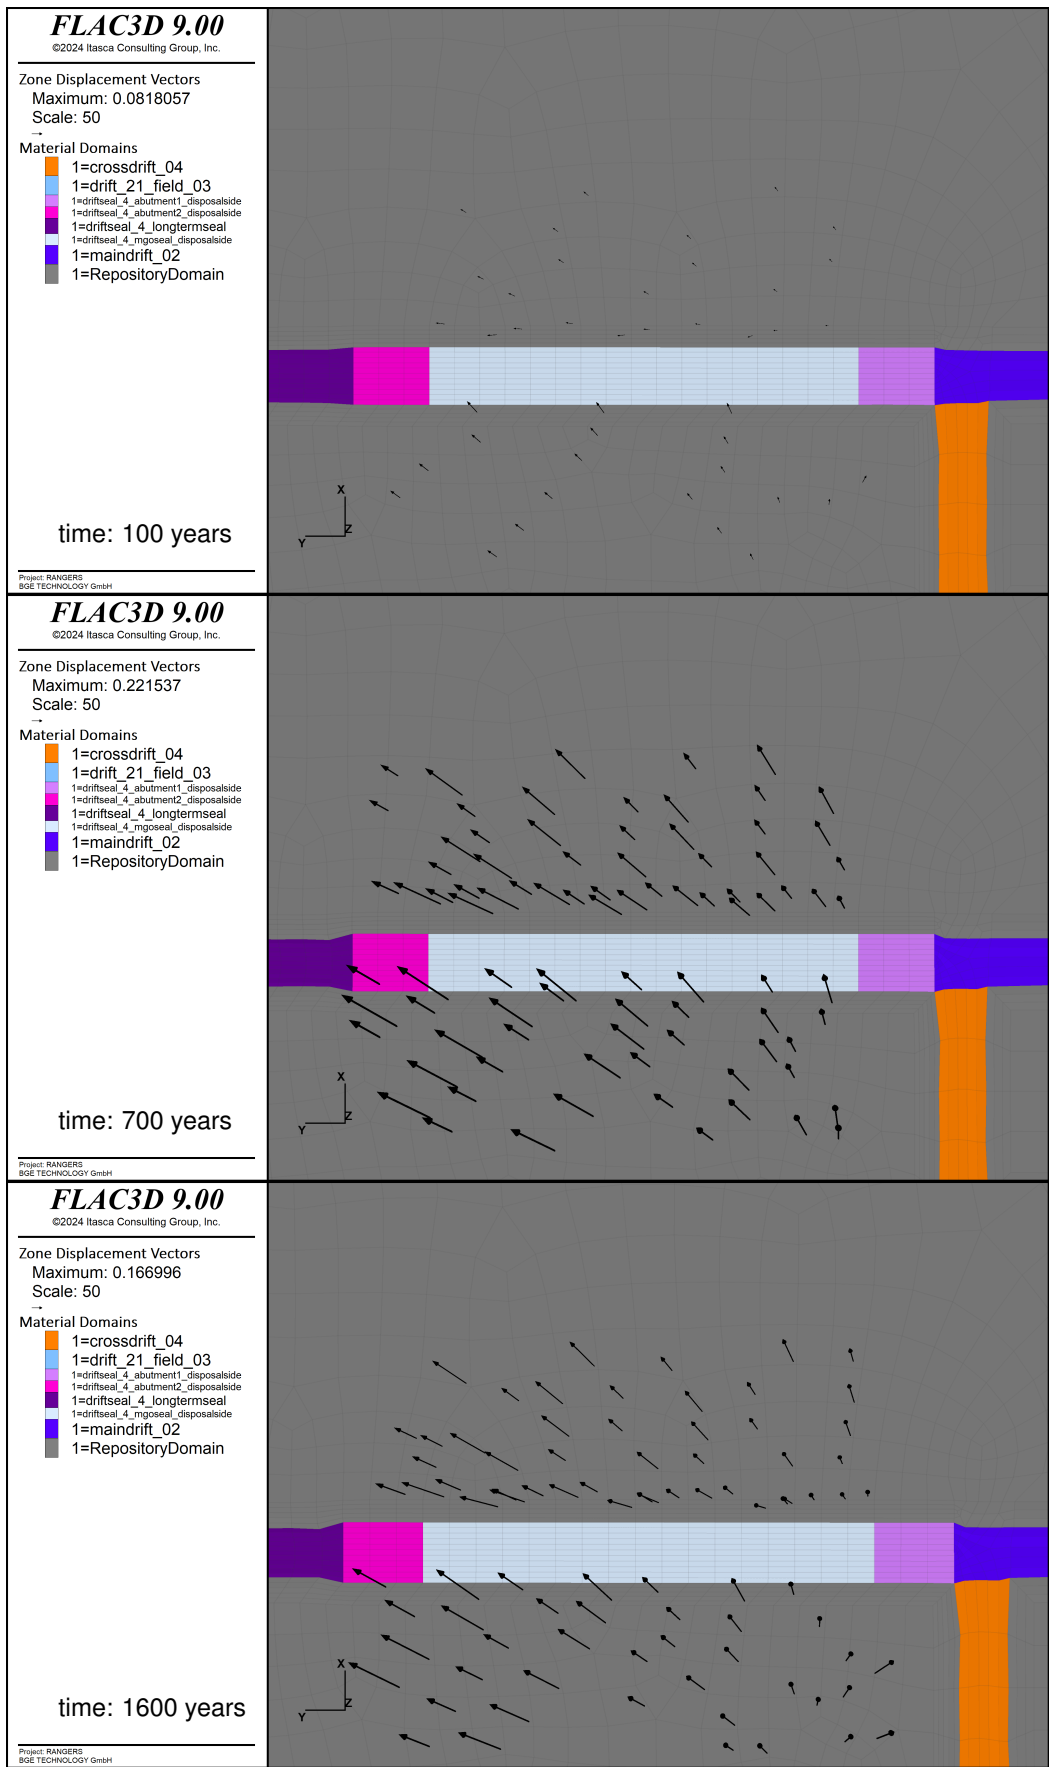 FLAC3D 9.00
©2024 Itasca Consulting Group, Inc.
Zone Displacement Vectors
Maximum: 0.0818057
Scale: 50
Material Domains
1=crossdrift_04
1=drift_21_field_03
1=driftseal_4_abutment1_disposalside
1=driftseal_4_abutment2_disposalside
1=driftseal_4_longtermseal
1=driftseal_4_mgoseal_disposalside
1=maindrift_02
1=RepositoryDomain
X
Z
Y
time: 100 years
Project: RANGERS
BGE TECHNOLOGY GmbH
FLAC3D 9.00
©2024 Itasca Consulting Group, Inc.
Zone Displacement Vectors
Maximum: 0.221537
Scale: 50
Material Domains
1=crossdrift_04
1=drift_21_field_03
1=driftseal_4_abutment1_disposalside
1=driftseal_4_abutment2_disposalside
1=driftseal_4_longtermseal
1=driftseal_4_mgoseal_disposalside
1=maindrift_02
1=RepositoryDomain
X
Z
Y
time: 700 years
Project: RANGERS
BGE TECHNOLOGY GmbH
FLAC3D 9.00
©2024 Itasca Consulting Group, Inc.
Zone Displacement Vectors
Maximum: 0.166996
Scale: 50
Material Domains
1=crossdrift_04
1=drift_21_field_03
1=driftseal_4_abutment1_disposalside
1=driftseal_4_abutment2_disposalside
1=driftseal_4_longtermseal
1=driftseal_4_mgoseal_disposalside
1=maindrift_02
1=RepositoryDomain
X
Z
Y
time: 1600 years
Project: RANGERS
BGE TECHNOLOGY GmbH